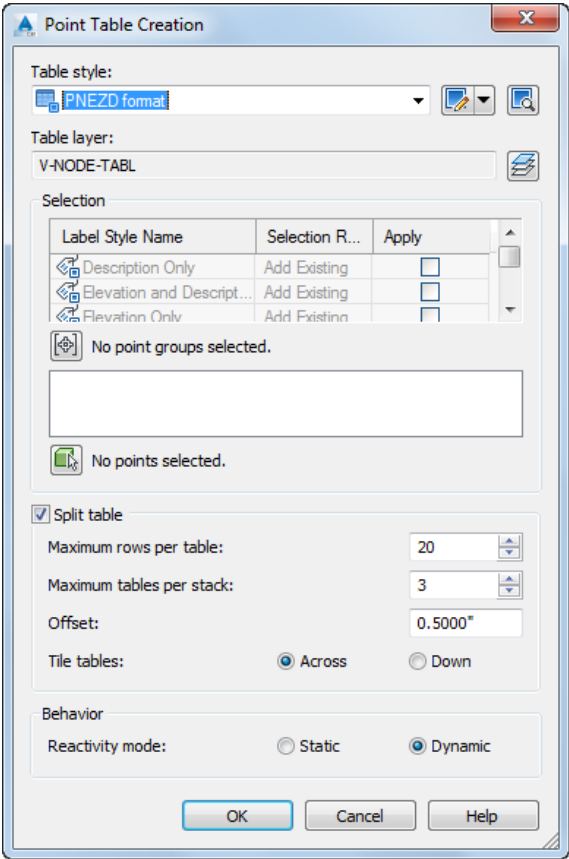 Point Table Creation
Table style:
PNEZD format
Table layer:
V-NODE-TABL
Selection
Label Style Name Selection R... Apply
Description Only Add Existing
Elevation and Descript... Add Existing
Elevation Only Add Existing
No point groups selected.
No points selected.
Split table
Maximum rows per table: 20
Maximum tables per stack: 3
Offset: 0.5000"
Tile tables: Across Down
Behavior
Reactivity mode: Static Dynamic
OK Cancel Help